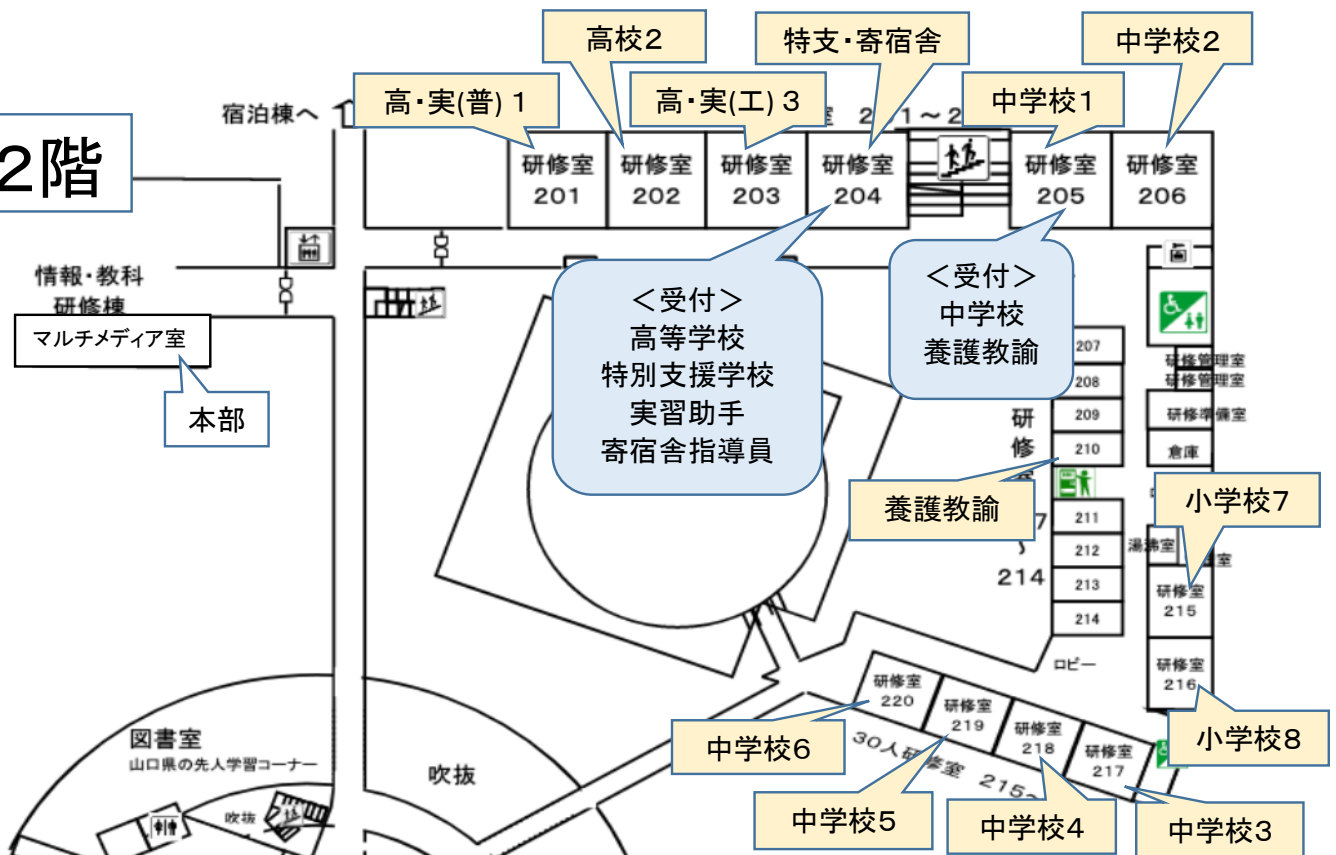 高校2
特支・寄宿舎
中学校2
宿泊棟へ
高・実(普) 1
高・実(工) 3
中学校1
2階
研修室
201
研修室
202
研修室
203
研修室
204
研修室
205
研修室
206
情報・教科
研修棟
マルチメディア室
本部
<受付>
高等学校
特別支援学校
実習助手
寄宿舎指導員
<受付>
中学校
養護教諭
207
208
209
210
研修管理室
研修管理室
研修準備室
倉庫
研
修
養護教諭
小学校7
211
212
213
214
～
214
湯沸室
研修室
215
研修室
216
ロビー
研修室
220
研修室
219
研修室
218
研修室
217
30人研修室 215～
中学校6
小学校8
中学校5
中学校4
中学校3
図書室
山口県の先人学習コーナー
吹抜
吹抜